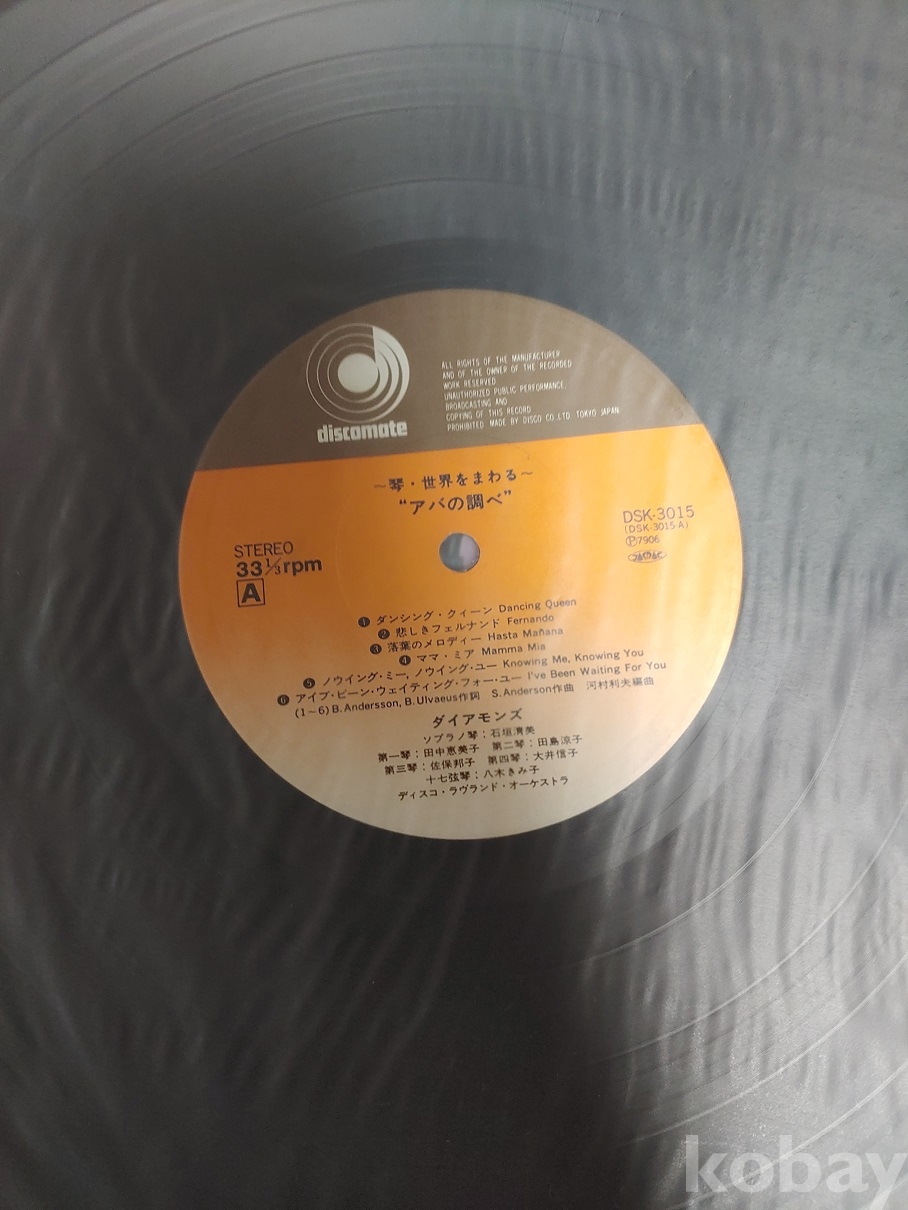 discomate
ALL RIGHTS OF THE MANUFACTURER
AND OF THE OWNER OF THE RECORDED
WORK RESERVED
UNAUTHORIZED PUBLIC PERFORMANCE,
BROADCASTING AND
COPYING OF THIS RECORD
PROHIBITED MADE BY DISCO CO.,LTD. TOKYO JAPAN
~琴・世界をまわる~
“アバの調べ”
STEREO
33 1/3 rpm
A
DSK-3015
(DSK-3015-A)
Ⓟ7906
JASRAC
❶ ダンシング・クィーン Dancing Queen
❷ 悲しきフェルナンド Fernando
❸ 落葉のメロディー Hasta Mañana
❹ ママ・ミア Mamma Mia
❺ ノウイング・ミー, ノウイング・ユー Knowing Me, Knowing You
❻ アイブ・ビーン・ウェイティング・フォー・ユー I've Been Waiting For You
(1~6) B. Andersson, B. Ulvaeus作詞 S. Anderson作曲 河村利夫編曲
ダイアモンズ
ソプラノ琴:石垣清美
第一琴:田中恵美子 第二琴:田島涼子
第三琴:佐保邦子 第四琴:大井信子
十七弦琴:八木きみ子
ディスコ・ラヴランド・オーケストラ
kobay